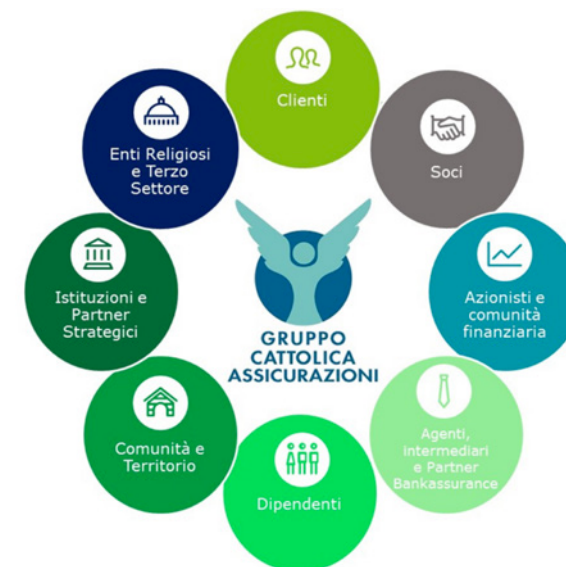 Clienti
Soci
Azionisti e
comunità
finanziaria
Agenti,
intermediari
e Partner
Bankassurance
Dipendenti
Comunità e
Territorio
Istituzioni e
Partner
Strategici
Enti Religiosi
e Terzo
Settore
GRUPPO
CATTOLICA
ASSICURAZIONI